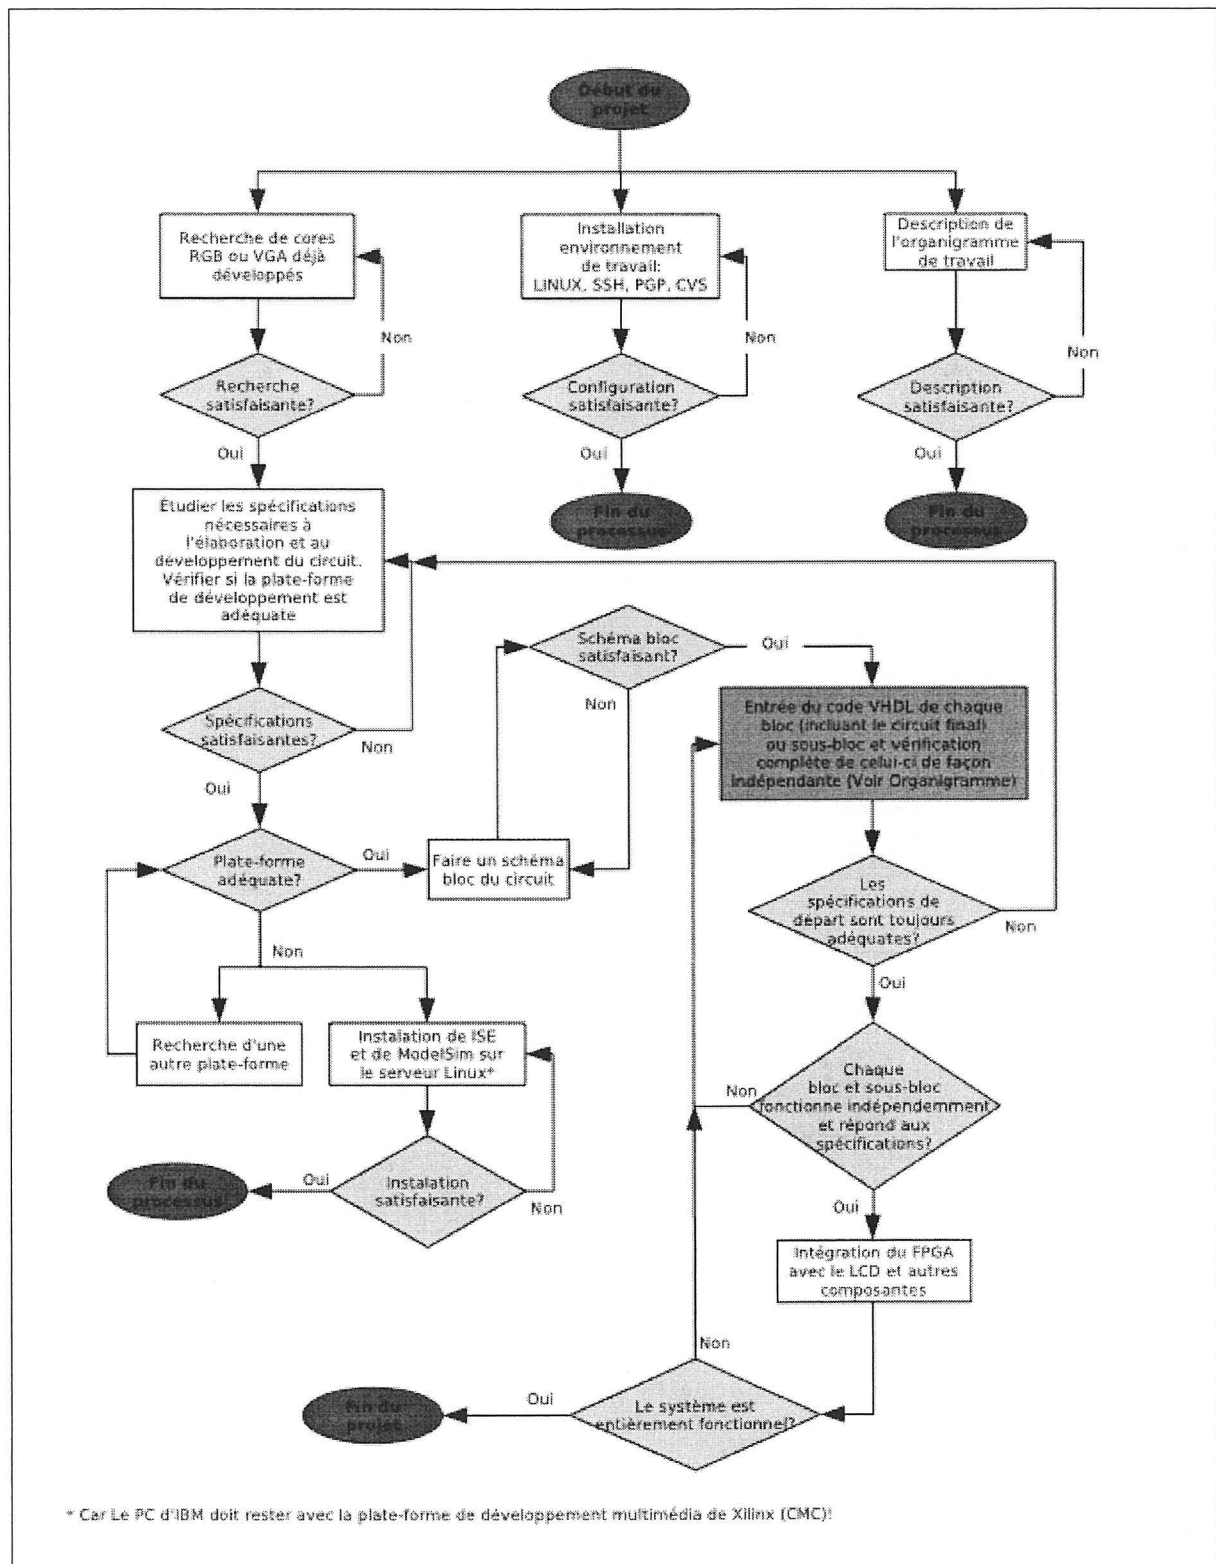 Début du
projet
Recherche de cores
RGB ou VGA déjà
développés
Installation
environnement
de travail:
LINUX, SSH, PGP, CVS
Description de
l'organigramme
de travail
Non
Non
Non
Recherche
satisfaisante?
Configuration
satisfaisante?
Description
satisfaisante?
Oui
Oui
Oui
Fin du
processus
Fin du
processus
Étudier les spécifications
nécessaires à
l'élaboration et au
développement du circuit.
Vérifier si la plate-forme
de développement est
adéquate
Schéma bloc
satisfaisant?
Oui
Non
Spécifications
satisfaisantes?
Non
Oui
Entrée du code VHDL de chaque
bloc (incluant le circuit final)
ou sous-bloc et vérification
complète de celui-ci de façon
indépendante (Voir Organigramme)
Plate-forme
adéquate?
Oui
Faire un schéma
bloc du circuit
Non
Les
spécifications de
départ sont toujours
adéquates?
Non
Oui
Recherche d'une
autre plate-forme
Instalation de ISE
et de ModelSim sur
le serveur Linux*
Chaque
bloc et sous-bloc
fonctionne indépendemment
et répond aux
spécifications?
Non
Oui
Instalation
satisfaisante?
Oui
Non
Fin du
processus
Intégration du FPGA
avec le LCD et autres
composantes
Non
Le système est
entièrement fonctionnel?
Oui
Fin du
projet
* Car Le PC d'IBM doit rester avec la plate-forme de développement multimédia de Xilinx (CMC)!